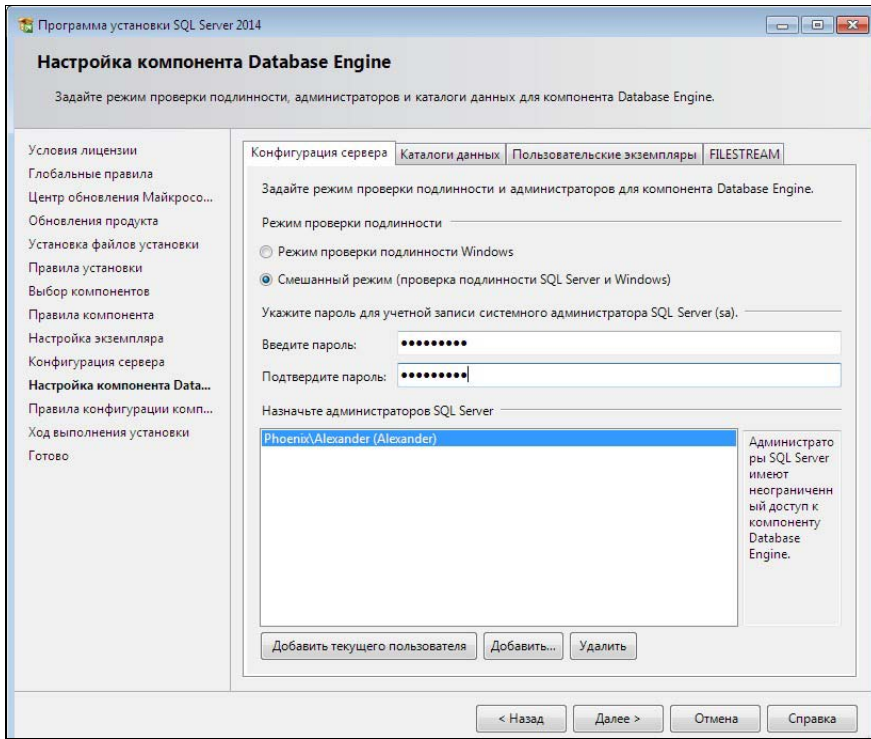 Программа установки SQL Server 2014
Настройка компонента Database Engine
Задайте режим проверки подлинности, администраторов и каталоги данных для компонента Database Engine.
Условия лицензии
Глобальные правила
Центр обновления Майкросо...
Обновления продукта
Установка файлов установки
Правила установки
Выбор компонентов
Правила компонента
Настройка экземпляра
Конфигурация сервера
Настройка компонента Data...
Правила конфигурации комп...
Ход выполнения установки
Готово
Конфигурация сервера Каталоги данных Пользовательские экземпляры FILESTREAM
Задайте режим проверки подлинности и администраторов для компонента Database Engine.
Режим проверки подлинности
Режим проверки подлинности Windows
Смешанный режим (проверка подлинности SQL Server и Windows)
Укажите пароль для учетной записи системного администратора SQL Server (sa).
Введите пароль: ●●●●●●●●●
Подтвердите пароль: ●●●●●●●●●
Назначьте администраторов SQL Server
Phoenix\Alexander (Alexander)
Администрато
ры SQL Server
имеют
неограниченн
ый доступ к
компоненту
Database
Engine.
Добавить текущего пользователя Добавить... Удалить
< Назад Далее > Отмена Справка